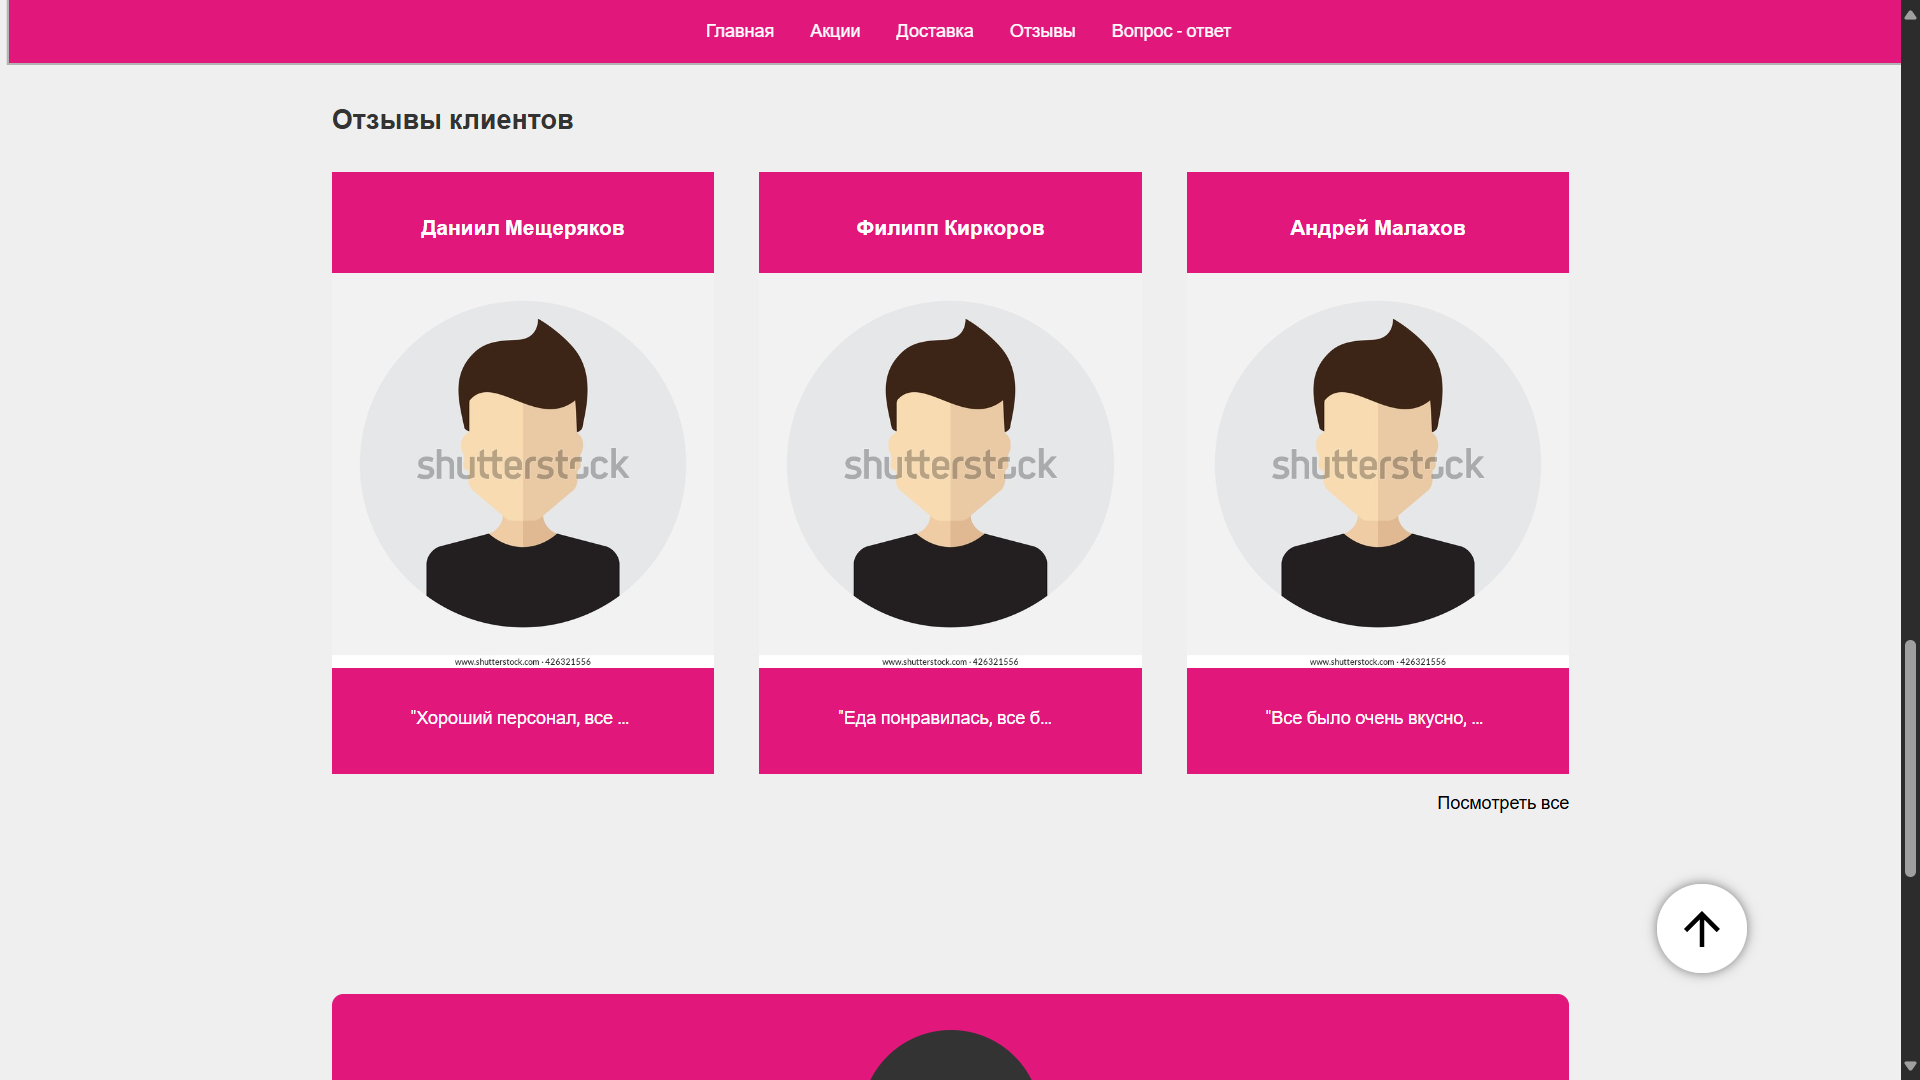 Главная Акции Доставка Отзывы Вопрос - ответ
Отзывы клиентов
Даниил Мещеряков
Филипп Киркоров
Андрей Малахов
shutterstock
shutterstock
shutterstock
www.shutterstock.com · 426321556
www.shutterstock.com · 426321556
www.shutterstock.com · 426321556
"Хороший персонал, все ...
"Еда понравилась, все б...
"Все было очень вкусно, ...
Посмотреть все